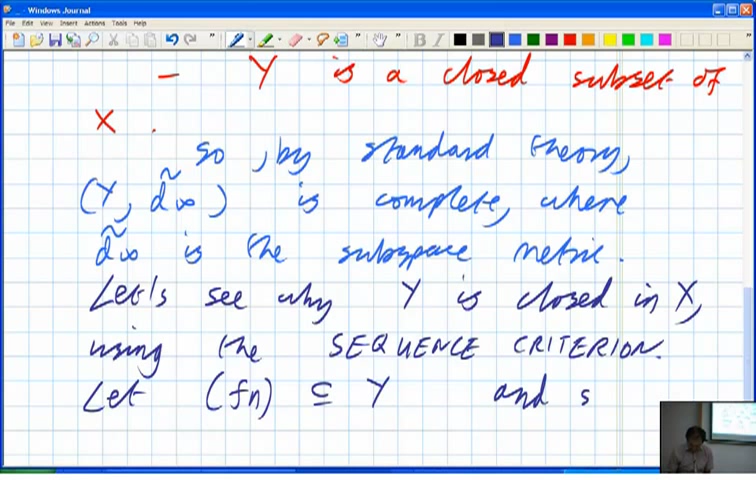 Windows Journal
File Edit View Insert Actions Tools Help
B I
- Y is a closed subset of
X .
so, by standard theory,
(Y, d̃∞) is complete, where
d̃∞ is the subspace metric.
Let's see why Y is closed in X,
using the SEQUENCE CRITERION.
Let (fn) ⊆ Y and s